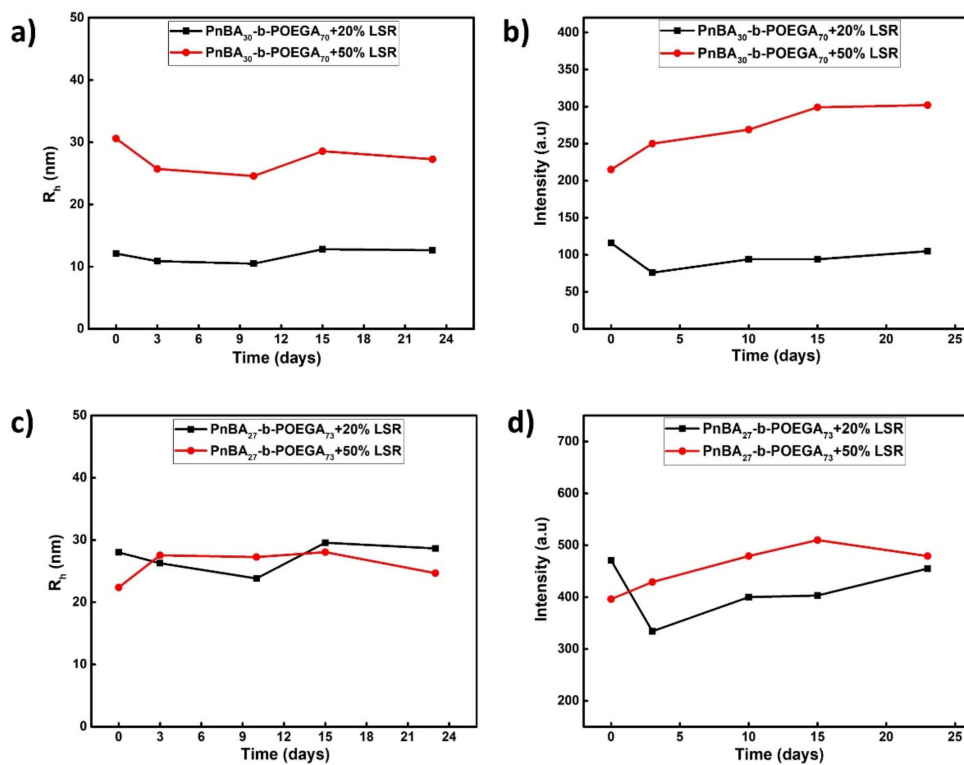 a)
PnBA₃₀-b-POEGA₇₀+20% LSR
PnBA₃₀-b-POEGA₇₀+50% LSR
50
40
30
20
10
0
Rₕ (nm)
0 3 6 9 12 15 18 21 24
Time (days)
b)
PnBA₃₀-b-POEGA₇₀+20% LSR
PnBA₃₀-b-POEGA₇₀+50% LSR
400
350
300
250
200
150
100
50
0
Intensity (a.u)
0 5 10 15 20 25
Time (days)
c)
PnBA₂₇-b-POEGA₇₃+20% LSR
PnBA₂₇-b-POEGA₇₃+50% LSR
50
40
30
20
10
0
Rₕ (nm)
0 3 6 9 12 15 18 21 24
Time (days)
d)
PnBA₂₇-b-POEGA₇₃+20% LSR
PnBA₂₇-b-POEGA₇₃+50% LSR
700
600
500
400
300
200
Intensity (a.u)
0 5 10 15 20 25
Time (days)